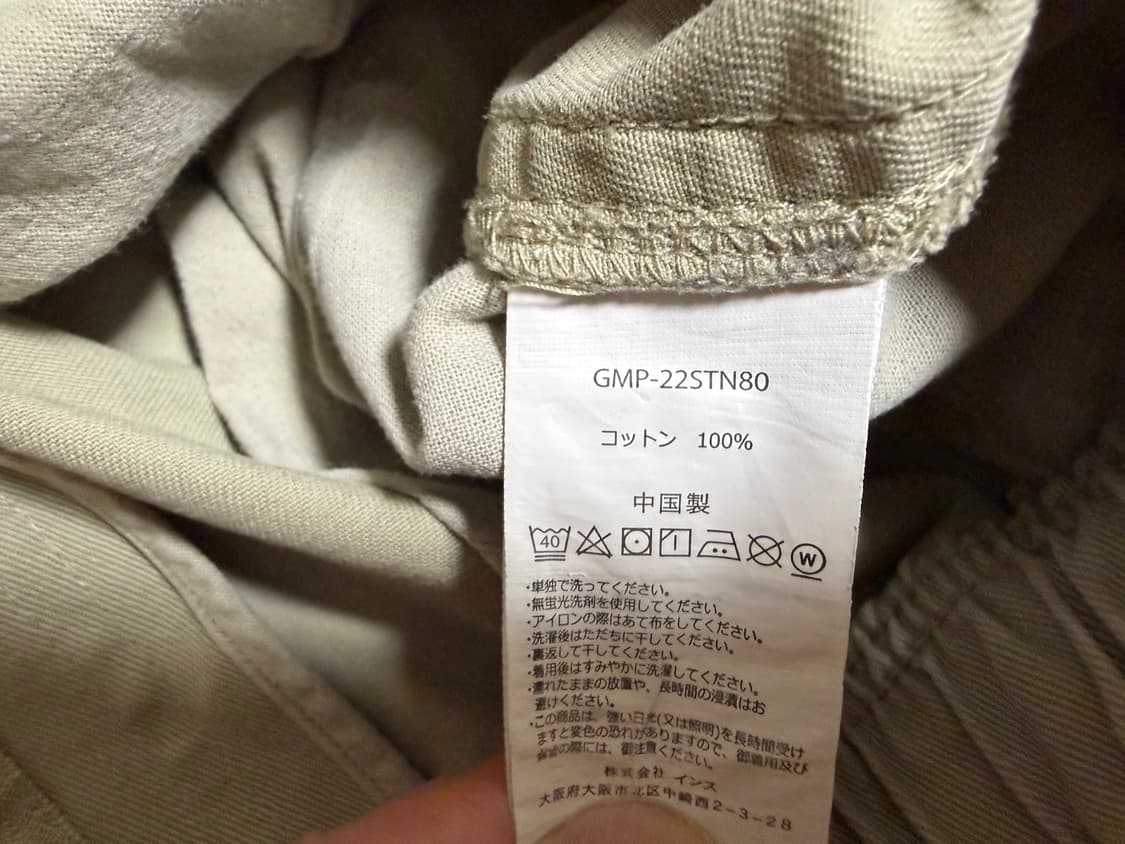 GMP-22STN80
コットン 100%
中国製
40
W
・単独で洗ってください。
・無蛍光洗剤を使用してください。
・アイロンの際はあて布をしてください。
・洗濯後はただちに干してください。
・裏返して干してください。
・着用後はすみやかに洗濯してください。
・濡れたままの放置や、長時間の浸漬はお
避けください。
・この商品は、強い日光(又は照明)を長時間受け
ますと変色の恐れがありますので、御着用及び
保管の際には、御注意ください。
株式会社 インス
大阪府大阪市北区中崎西2-3-28